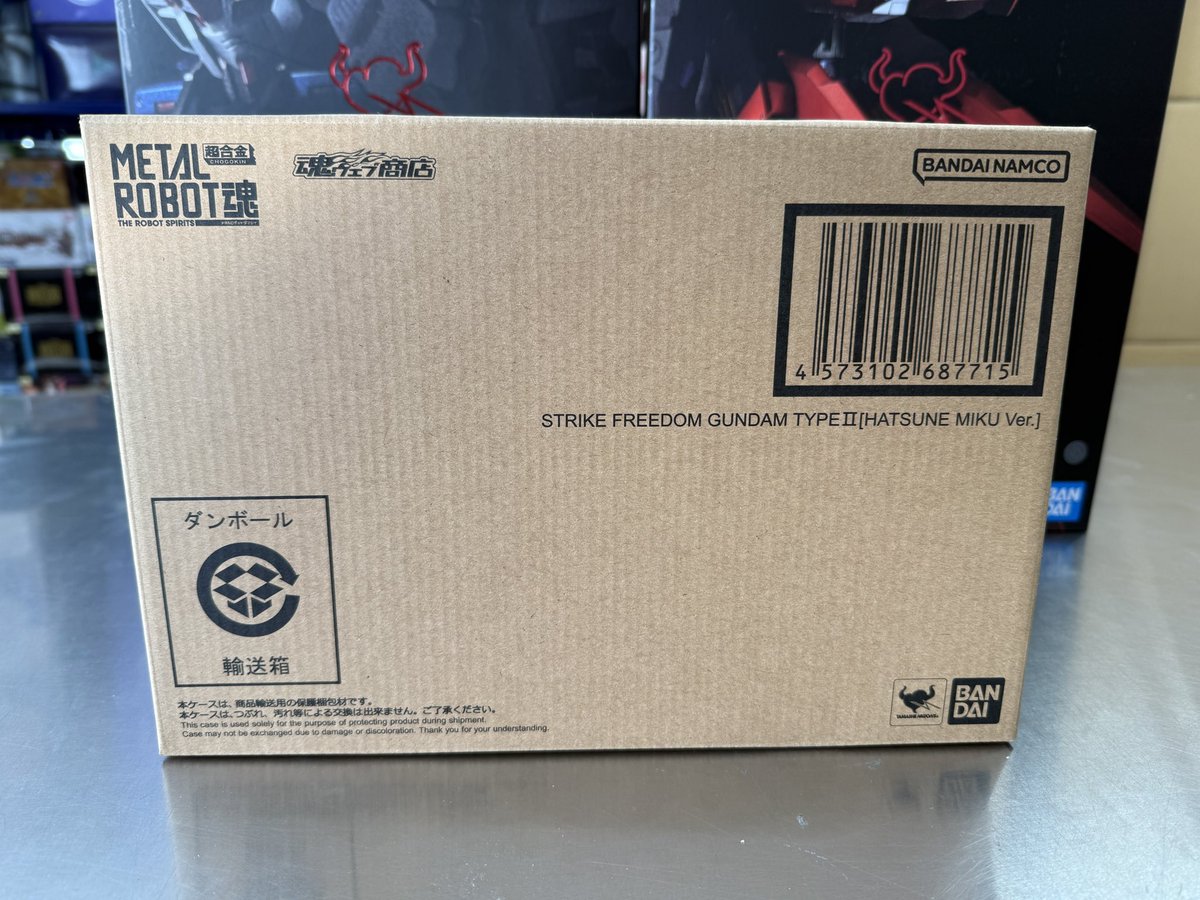 METAL
超合金
CHOGOKIN
ROBOT魂
THE ROBOT SPIRITS
魂ウェブ商店
BANDAI NAMCO
4 573102 687715
STRIKE FREEDOM GUNDAM TYPEⅡ[HATSUNE MIKU Ver.]
ダンボール
輸送箱
本ケースは、商品輸送用の保護梱包材です。
本ケースは、つぶれ、汚れ等による交換は出来ません。ご了承ください。
This case is used solely for the purpose of protecting product during shipment.
Case may not be exchanged due to damage or discoloration. Thank you for your understanding.
TAMASHII NATIONS
BAN
DAI
BAN
DAI